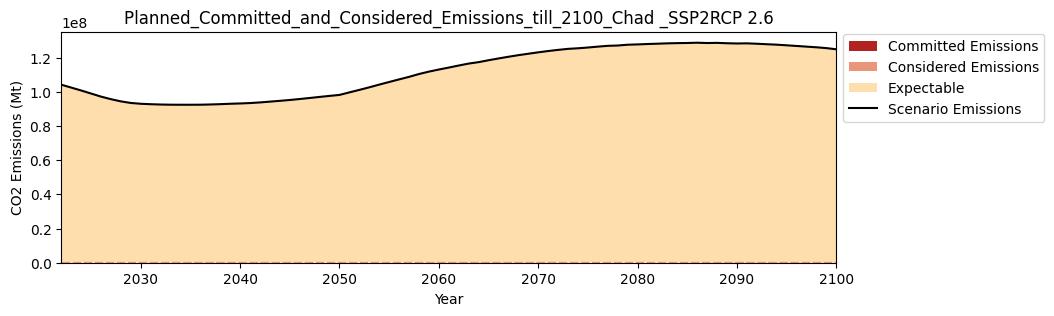 Planned_Committed_and_Considered_Emissions_till_2100_Chad _SSP2RCP 2.6
1e8
1.2
1.0
0.8
0.6
0.4
0.2
0.0
CO2 Emissions (Mt)
2030 2040 2050 2060 2070 2080 2090 2100
Year
Committed Emissions
Considered Emissions
Expectable
Scenario Emissions